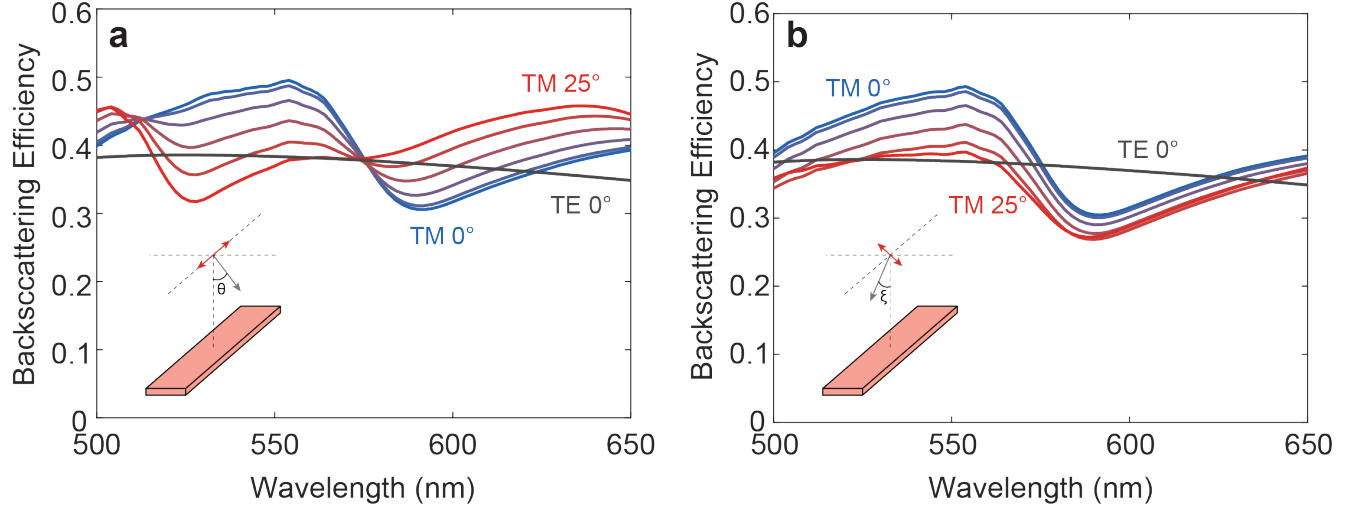 a
Backsccattering Efficiency
0.6
0.5
0.4
0.3
0.2
0.1
0
TM 25°
TE 0°
TM 0°
θ
500
550
600
650
Wavelength (nm)
b
Backscattering Efficiency
0.6
0.5
0.4
0.3
0.2
0.1
0
TM 0°
TE 0°
TM 25°
ξ
500
550
600
650
Wavelength (nm)